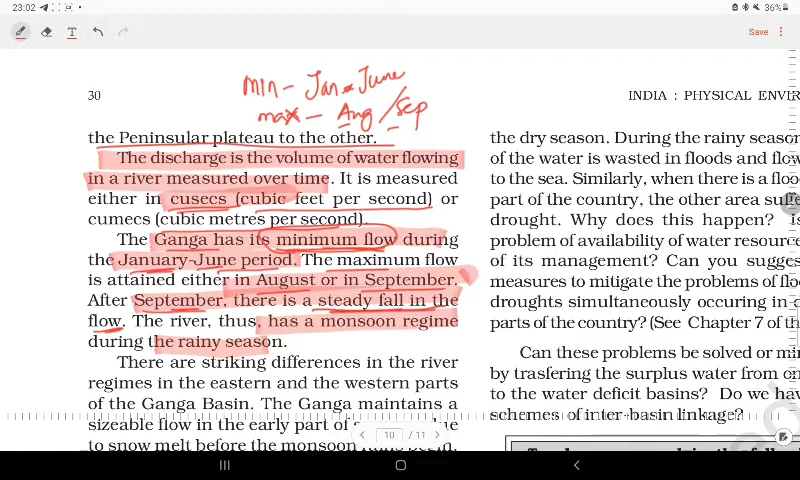 23:02
36%
T
Save
min - Jan - June
max - Aug/Sep
30
INDIA : PHYSICAL ENVIR
the Peninsular plateau to the other.
The discharge is the volume of water flowing
in a river measured over time. It is measured
either in cusecs (cubic feet per second) or
cumecs (cubic metres per second).
The Ganga has its minimum flow during
the January-June period. The maximum flow
is attained either in August or in September.
After September, there is a steady fall in the
flow. The river, thus, has a monsoon regime
during the rainy season.
There are striking differences in the river
regimes in the eastern and the western parts
of the Ganga Basin. The Ganga maintains a
sizeable flow in the early part of
to snow melt before the monsoon rains begin.
the dry season. During the rainy season
of the water is wasted in floods and flow
to the sea. Similarly, when there is a floo
part of the country, the other area suffe
drought. Why does this happen? Is
problem of availability of water resource
of its management? Can you sugges
measures to mitigate the problems of flo
droughts simultaneously occuring in d
parts of the country? (See Chapter 7 of th
Can these problems be solved or min
by trasfering the surplus water from on
to the water deficit basins? Do we hav
schemes of inter-basin linkage?
10 / 11